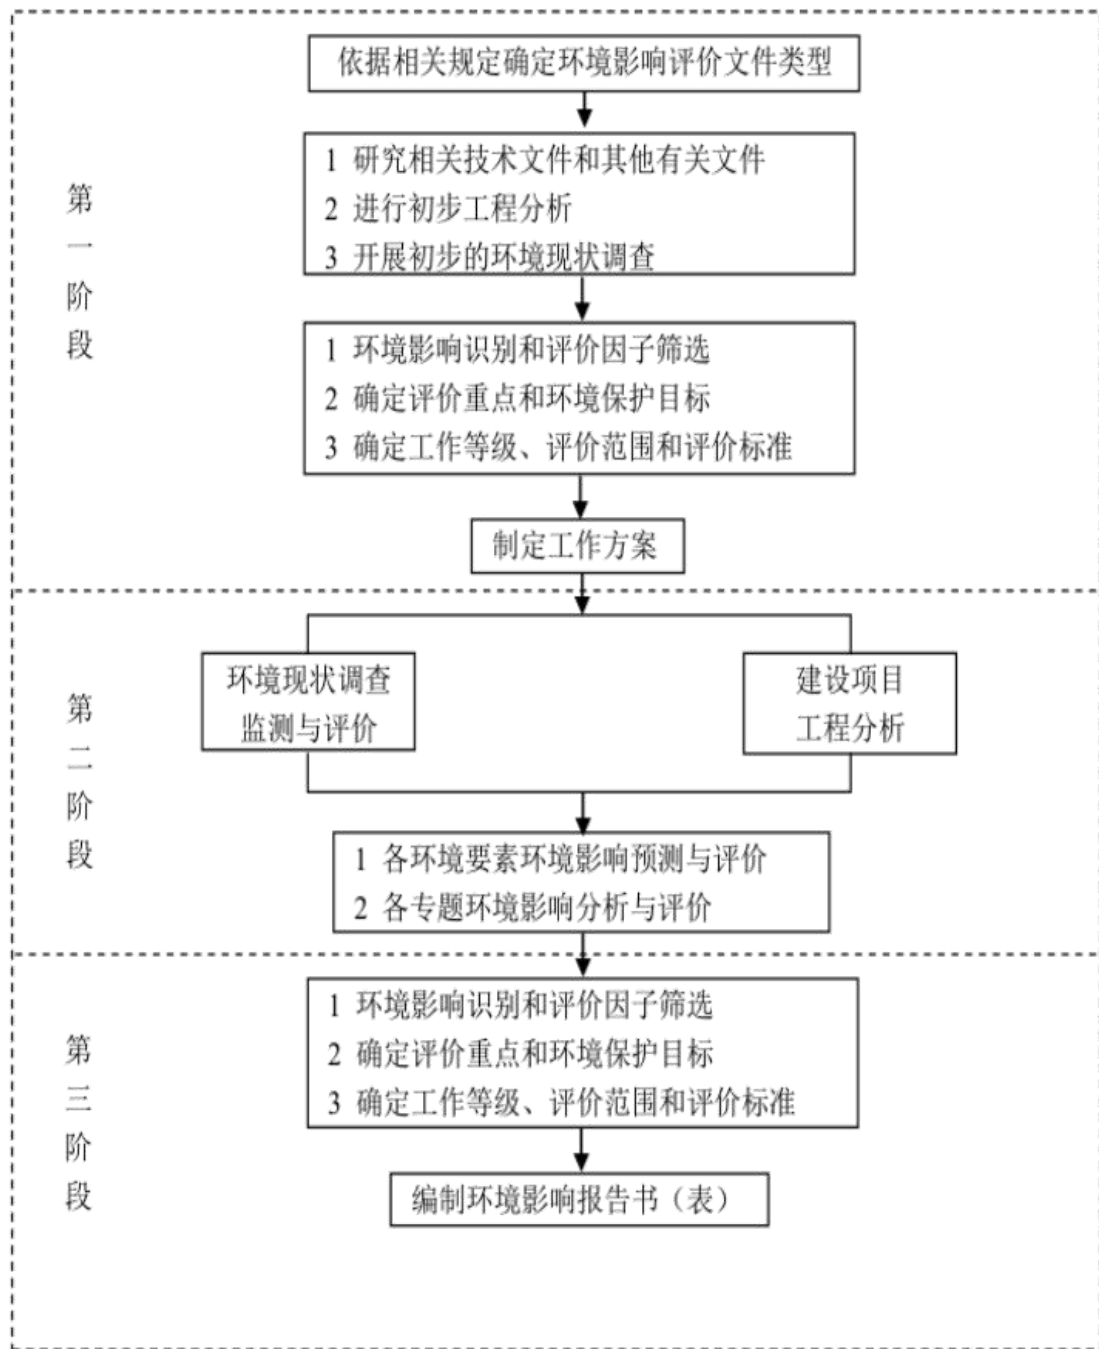 依据相关规定确定环境影响评价文件类型
1 研究相关技术文件和其他有关文件
2 进行初步工程分析
3 开展初步的环境现状调查
第一阶段
1 环境影响识别和评价因子筛选
2 确定评价重点和环境保护目标
3 确定工作等级、评价范围和评价标准
制定工作方案
第二阶段
环境现状调查
监测与评价
建设项目
工程分析
1 各环境要素环境影响预测与评价
2 各专题环境影响分析与评价
第三阶段
1 环境影响识别和评价因子筛选
2 确定评价重点和环境保护目标
3 确定工作等级、评价范围和评价标准
编制环境影响报告书（表）